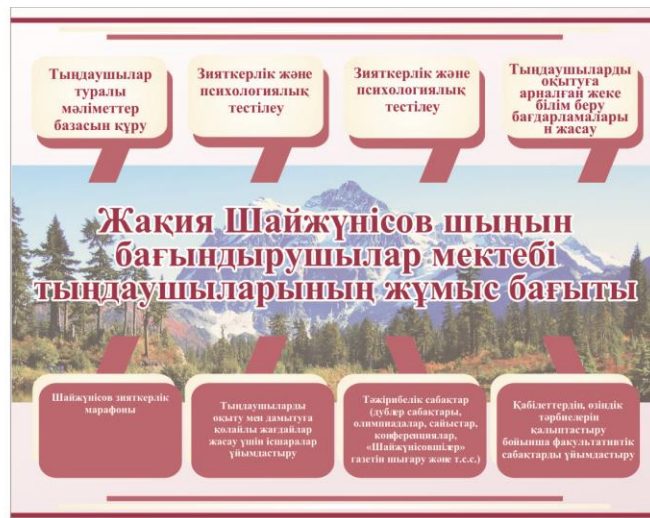 Тыңдаушылар
туралы
мәліметтер
базасын құру
Зияткерлік және
психологиялық
тестілеу
Зияткерлік және
психологиялық
тестілеу
Тыңдаушыларды
оқытуға
арналған жеке
білім беру
бағдарламалары
н жасау
Жақия Шайжүнісов шыңын
бағындырушылар мектебі
тыңдаушыларының жұмыс бағыты
Шайжүнісов зияткерлік
марафоны
Тыңдаушыларды
оқыту мен дамытуға
қолайлы жағдайлар
жасау үшін ісшаралар
ұйымдастыру
Тәжірибелік сабақтар
(дублер сабақтары,
олимпиадалар, сайыстар,
конференциялар,
«Шайжүнісовшілер»
газетін шығару және т.с.с.)
Қабілеттердің, өзіндік
тәрбиелерін
қалыптастыру
бойынша факультативтік
сабақтарды ұйымдастыру